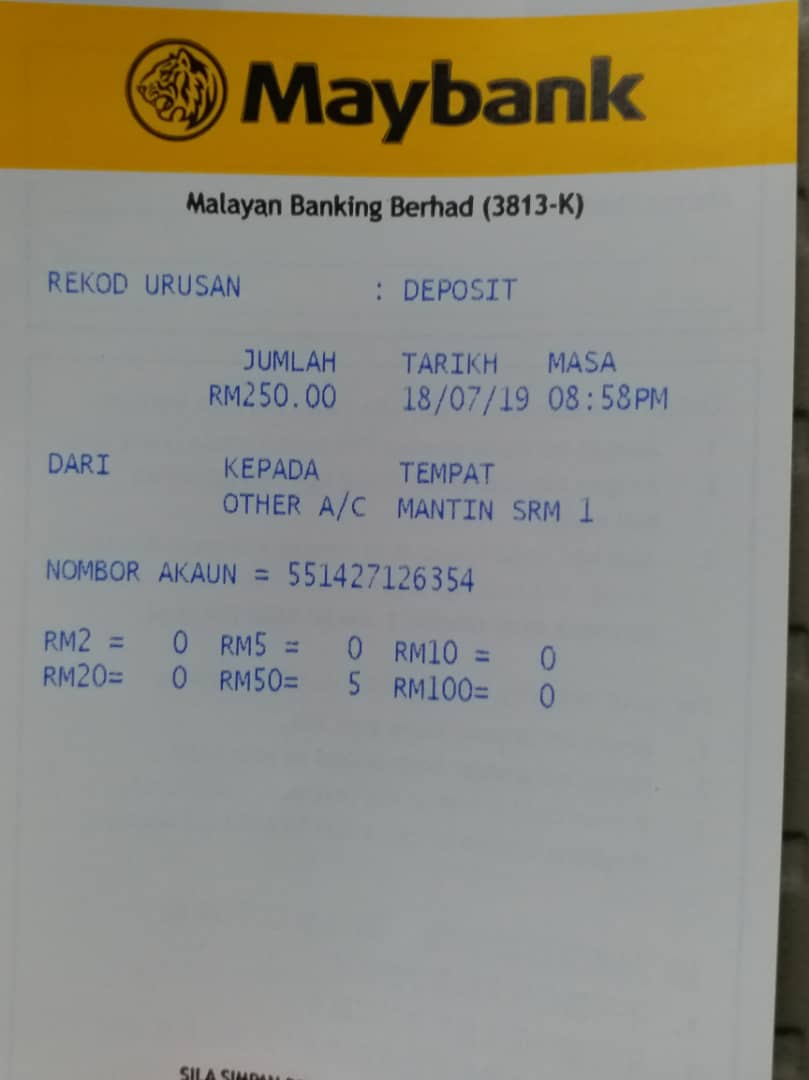 Maybank
Malayan Banking Berhad (3813-K)
REKOD URUSAN : DEPOSIT
JUMLAH TARIKH MASA
RM250.00 18/07/19 08:58PM
DARI KEPADA TEMPAT
OTHER A/C MANTIN SRM 1
NOMBOR AKAUN = 551427126354
RM2 = 0 RM5 = 0 RM10 = 0
RM20= 0 RM50= 5 RM100= 0
SILA SIMPAN